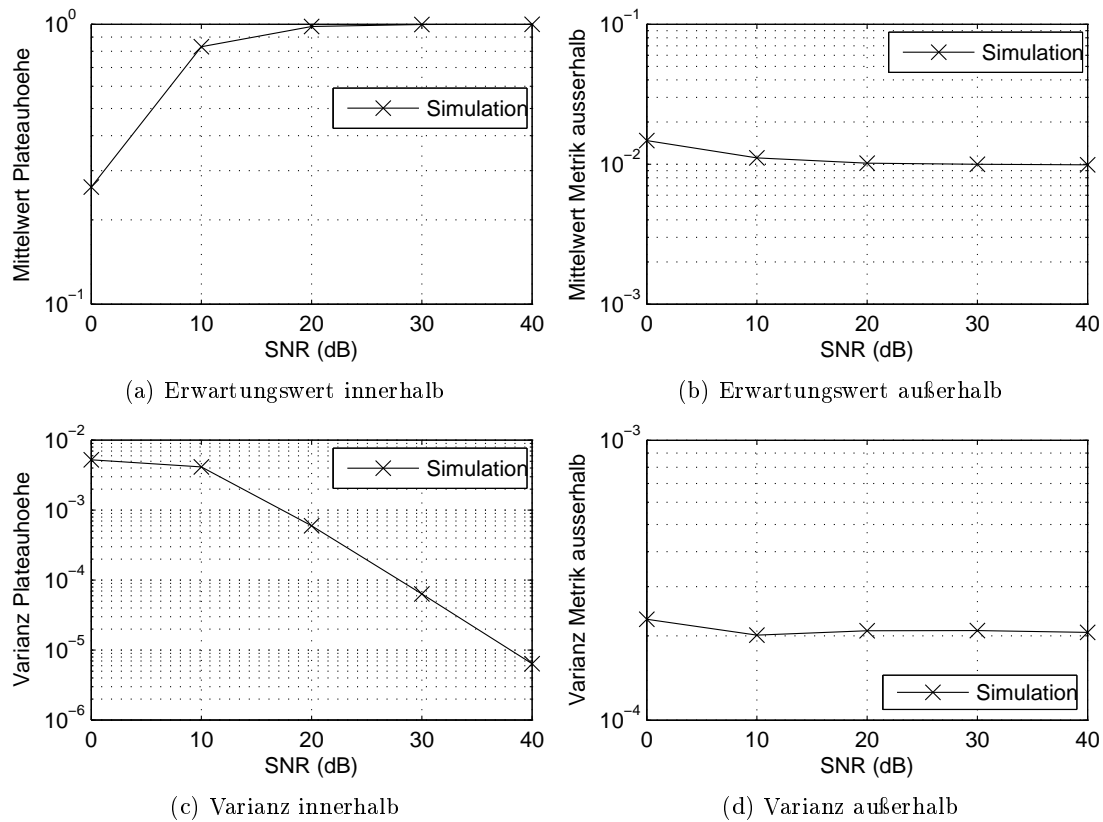 Mittelwert Plateauhoehe
10^0
10^-1
Simulation
0 10 20 30 40
SNR (dB)
(a) Erwartungswert innerhalb
Mittelwert Metrik ausserhalb
10^-1
10^-2
10^-3
Simulation
0 10 20 30 40
SNR (dB)
(b) Erwartungswert außerhalb
Varianz Plateauhoehe
10^-2
10^-3
10^-4
10^-5
10^-6
Simulation
0 10 20 30 40
SNR (dB)
(c) Varianz innerhalb
Varianz Metrik ausserhalb
10^-3
10^-4
Simulation
0 10 20 30 40
SNR (dB)
(d) Varianz außerhalb